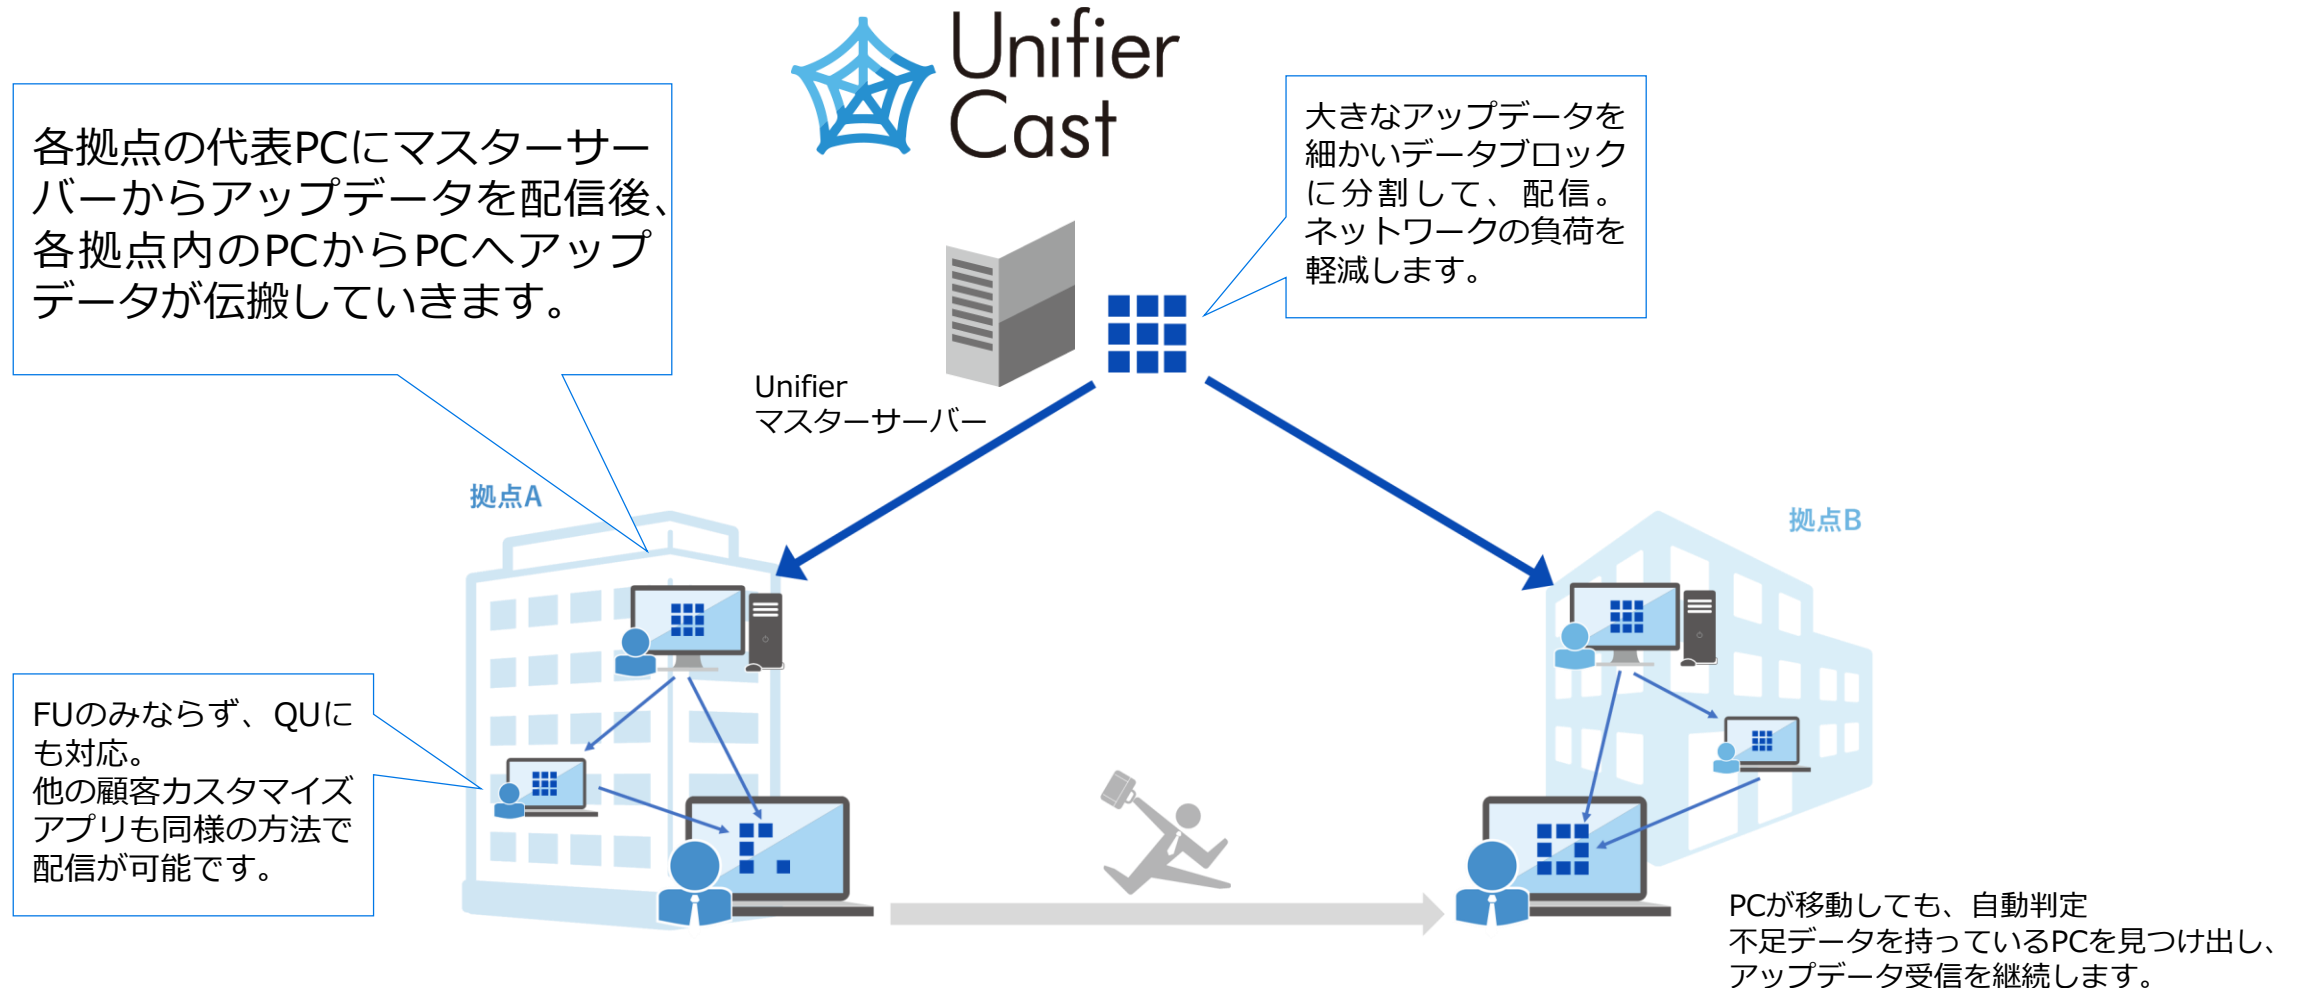 Unifier
Cast
各拠点の代表PCにマスターサー
バーからアップデータを配信後、
各拠点内のPCからPCへアップ
データが伝搬していきます。
大きなアップデータを
細かいデータブロック
に分割して、配信。
ネットワークの負荷を
軽減します。
Unifier
マスターサーバー
拠点A
拠点B
FUのみならず、QUに
も対応。
他の顧客カスタマイズ
アプリも同様の方法で
配信が可能です。
PCが移動しても、自動判定
不足データを持っているPCを見つけ出し、
アップデータ受信を継続します。